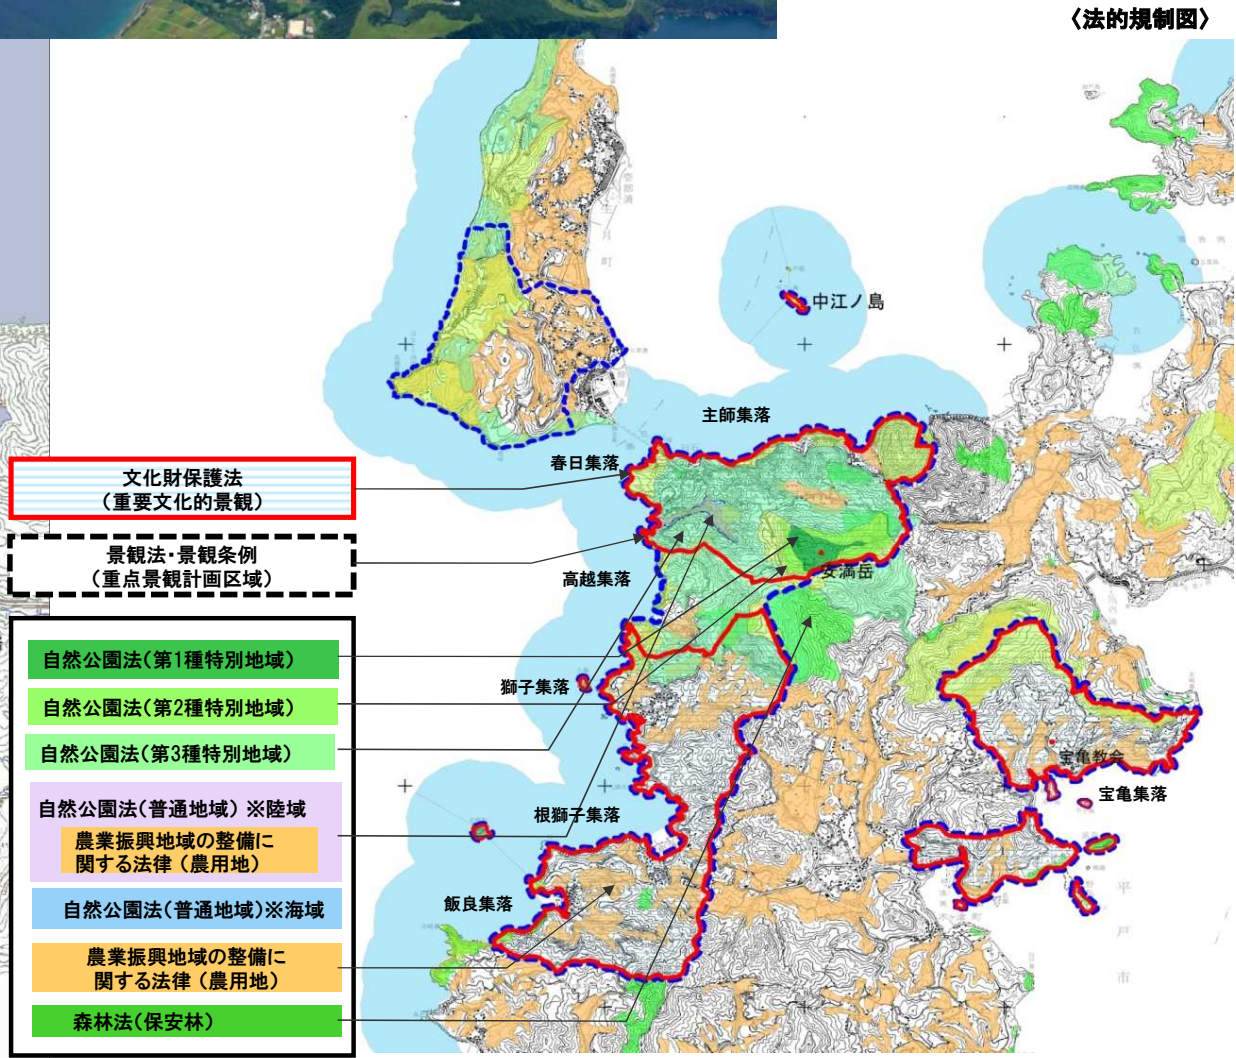 〈法的規制図〉
中江ノ島
主師集落
春日集落
文化財保護法
（重要文化的景観）
景観法・景観条例
（重点景観計画区域）
高越集落
安満岳
自然公園法（第1種特別地域）
獅子集落
自然公園法（第2種特別地域）
自然公園法（第3種特別地域）
宝亀教会
宝亀集落
自然公園法（普通地域）※陸域
根獅子集落
農業振興地域の整備に
関する法律（農用地）
自然公園法（普通地域）※海域
飯良集落
農業振興地域の整備に
関する法律（農用地）
森林法（保安林）
平
戸
市